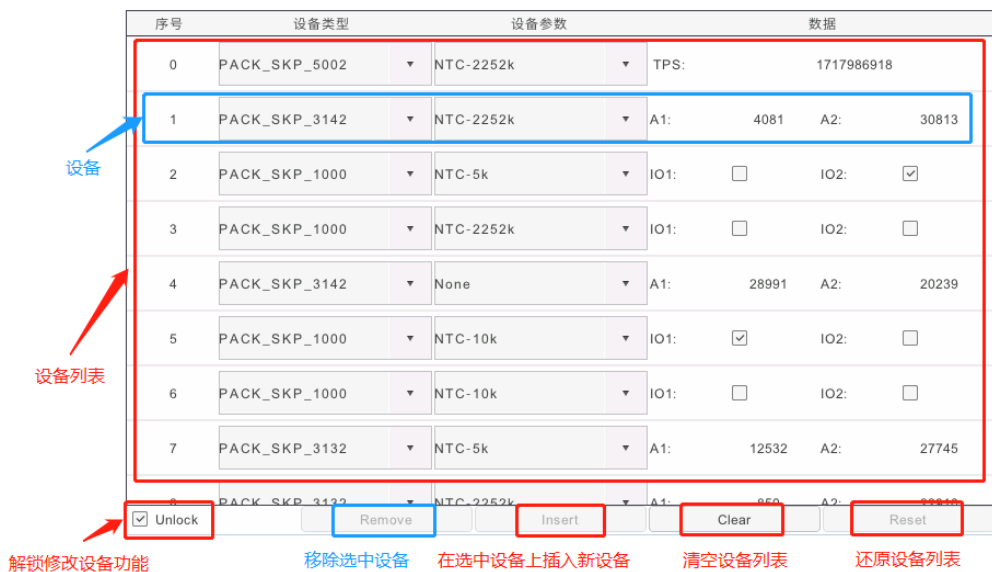 序号 设备类型 设备参数 数据
0 PACK_SKP_5002 NTC-2252k TPS: 1717986918
1 PACK_SKP_3142 NTC-2252k A1: 4081 A2: 30813
设备
2 PACK_SKP_1000 NTC-5k IO1: IO2:
3 PACK_SKP_1000 NTC-2252k IO1: IO2:
4 PACK_SKP_3142 None A1: 28991 A2: 20239
5 PACK_SKP_1000 NTC-10k IO1: IO2:
设备列表
6 PACK_SKP_1000 NTC-10k IO1: IO2:
7 PACK_SKP_3132 NTC-5k A1: 12532 A2: 27745
PACK_SKP_3132 NTC-2252k A1: A2:
Unlock Remove Insert Clear Reset
解锁修改设备功能 移除选中设备 在选中设备上插入新设备 清空设备列表 还原设备列表